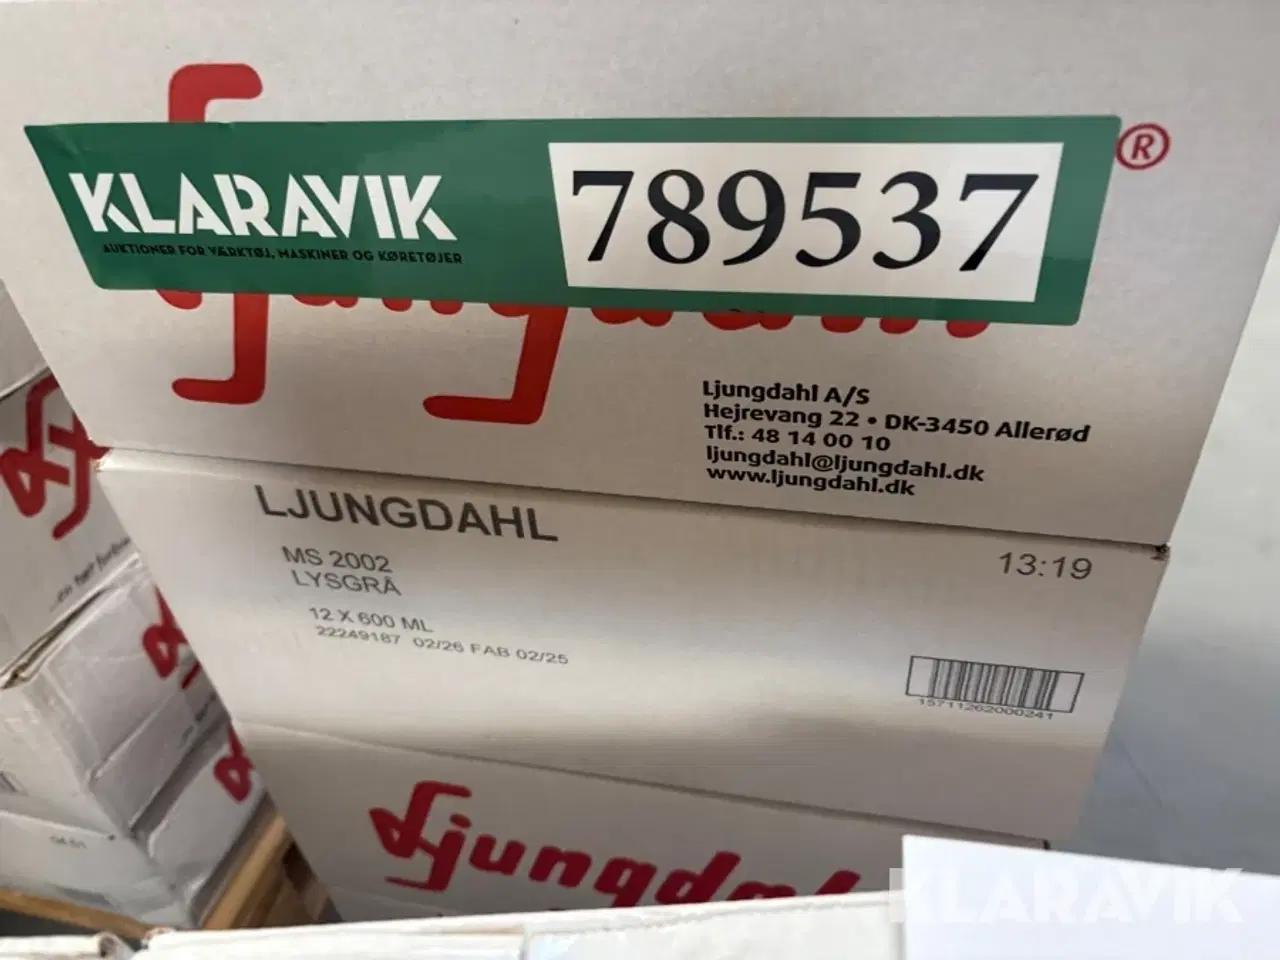 KLARAVIK
AUKTIONER FOR VÆRKTØJ, MASKINER OG KØRETØJER
789537
®
Ljungdahl A/S
Hejrevang 22 • DK-3450 Allerød
Tlf.: 48 14 00 10
ljungdahl@ljungdahl.dk
www.ljungdahl.dk
LJUNGDAHL
MS 2002
LYSGRÅ
12 X 600 ML
22249187 02/26 FAB 02/25
13:19
15711262000241
Ljungdahl
KLARAVIK